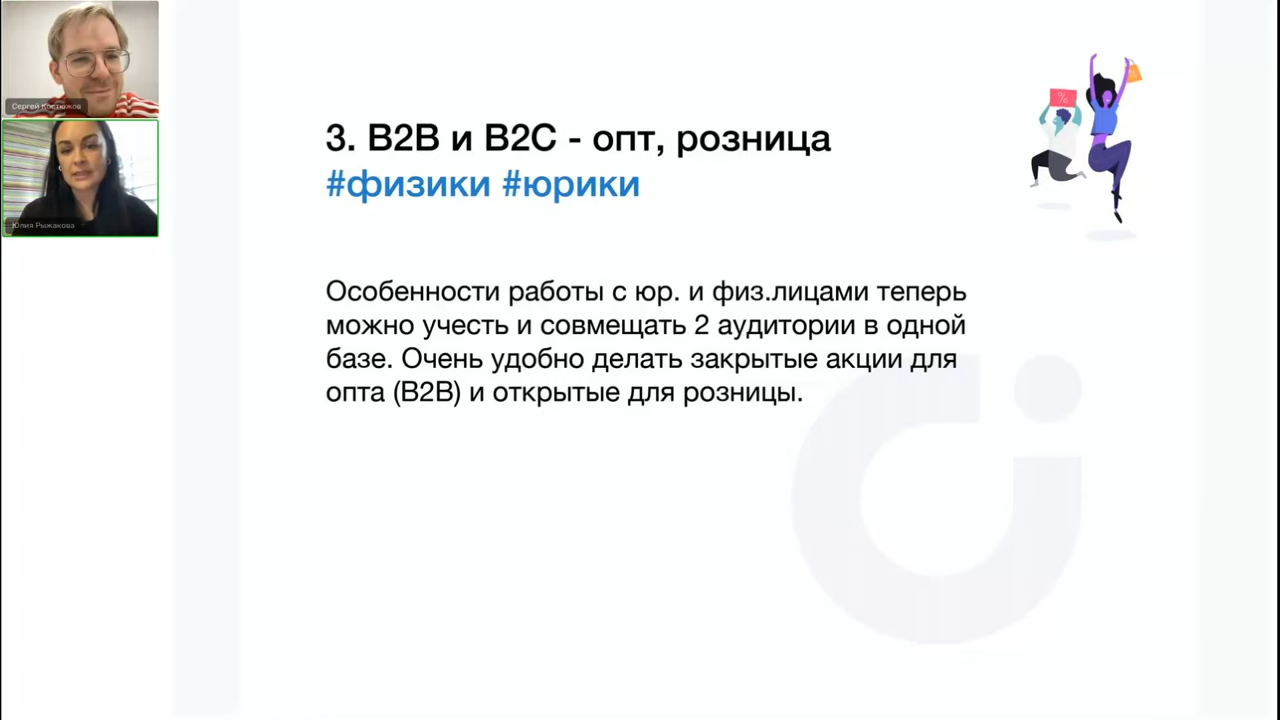 Сергей Костюжов
Юлия Рыжакова
3. B2B и B2C - опт, розница
#физики #юрики
%
Особенности работы с юр. и физ.лицами теперь
можно учесть и совмещать 2 аудитории в одной
базе. Очень удобно делать закрытые акции для
опта (B2B) и открытые для розницы.